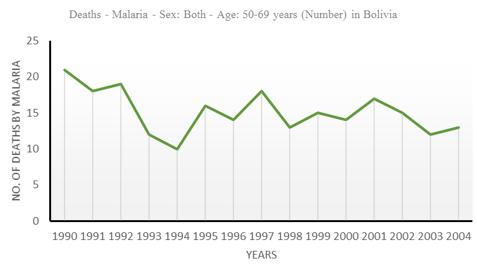 Deaths - Malaria - Sex: Both - Age: 50-69 years (Number) in Bolivia
NO. OF DEATHS BY MALARIA
25
20
15
10
5
0
1990 1991 1992 1993 1994 1995 1996 1997 1998 1999 2000 2001 2002 2003 2004
YEARS